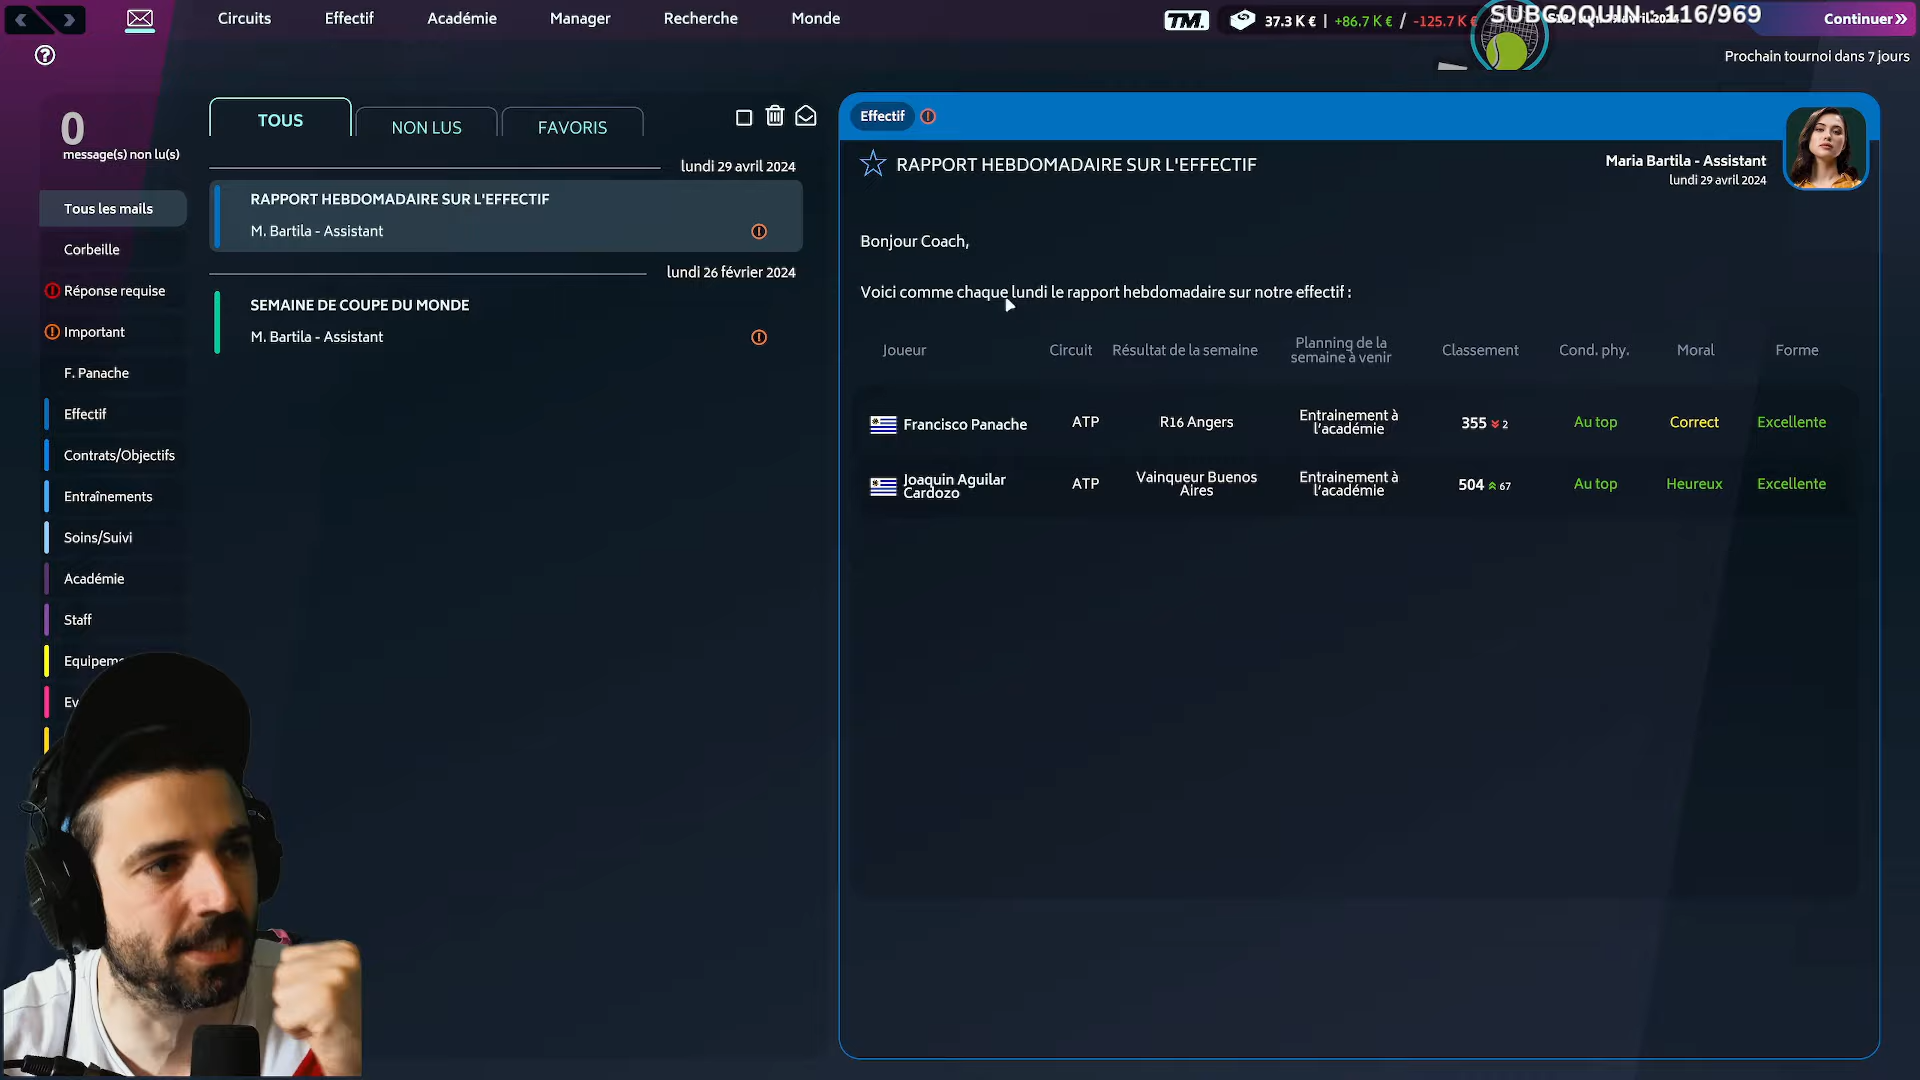 Circuits
Effectif
Académie
Manager
Recherche
Monde
TM.
37.3 K € | +86.7 K € / -125.7 K €
SUBCOQUIN : 116/969
Continuer
Prochain tournoi dans 7 jours
0
message(s) non lu(s)
Tous les mails
Corbeille
Réponse requise
Important
F. Panache
Effectif
Contrats/Objectifs
Entraînements
Soins/Suivi
Académie
Staff
Equipeme
Ev
TOUS
NON LUS
FAVORIS
lundi 29 avril 2024
RAPPORT HEBDOMADAIRE SUR L'EFFECTIF
M. Bartila - Assistant
lundi 26 février 2024
SEMAINE DE COUPE DU MONDE
M. Bartila - Assistant
Effectif
RAPPORT HEBDOMADAIRE SUR L'EFFECTIF
Maria Bartila - Assistant
lundi 29 avril 2024
Bonjour Coach,
Voici comme chaque lundi le rapport hebdomadaire sur notre effectif :
Joueur Circuit Résultat de la semaine Planning de la semaine à venir Classement Cond. phy. Moral Forme
Francisco Panache ATP R16 Angers Entrainement à l'académie 355 2 Au top Correct Excellente
Joaquin Aguilar Cardozo ATP Vainqueur Buenos Aires Entrainement à l'académie 504 67 Au top Heureux Excellente